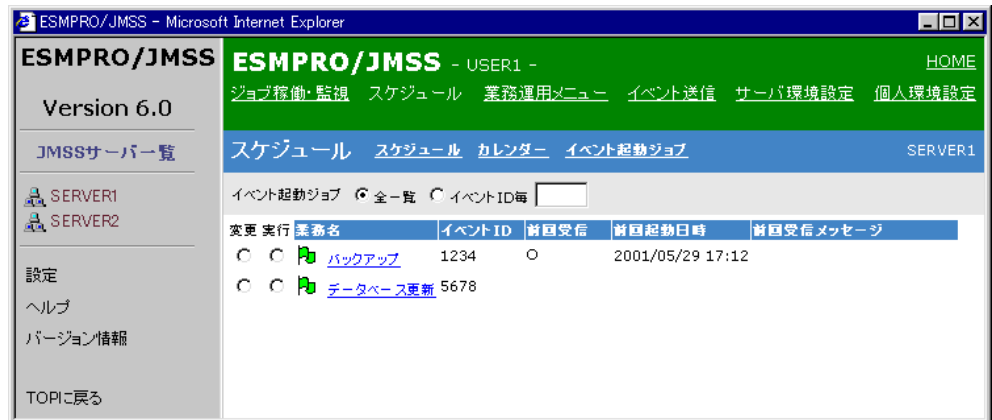 ESMPRO/JMSS - Microsoft Internet Explorer
ESMPRO/JMSS
Version 6.0
JMSSサーバ一覧
SERVER1
SERVER2
設定
ヘルプ
バージョン情報
TOPに戻る
ESMPRO/JMSS - USER1 - HOME
ジョブ稼働・監視 スケジュール 業務運用メニュー イベント送信 サーバ環境設定 個人環境設定
スケジュール スケジュール カレンダー イベント起動ジョブ SERVER1
イベント起動ジョブ 全一覧 イベントID毎
変更 実行 業務名 イベントID 前回受信 前回起動日時 前回受信メッセージ
バックアップ 1234 ○ 2001/05/29 17:12
データベース更新 5678